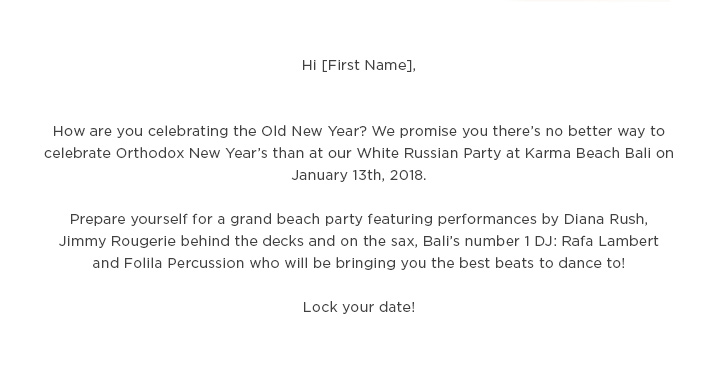 Hi [First Name],
How are you celebrating the Old New Year? We promise you there's no better way to
celebrate Orthodox New Year's than at our White Russian Party at Karma Beach Bali on
January 13th, 2018.
Prepare yourself for a grand beach party featuring performances by Diana Rush,
Jimmy Rougerie behind the decks and on the sax, Bali's number 1 DJ: Rafa Lambert
and Folila Percussion who will be bringing you the best beats to dance to!
Lock your date!